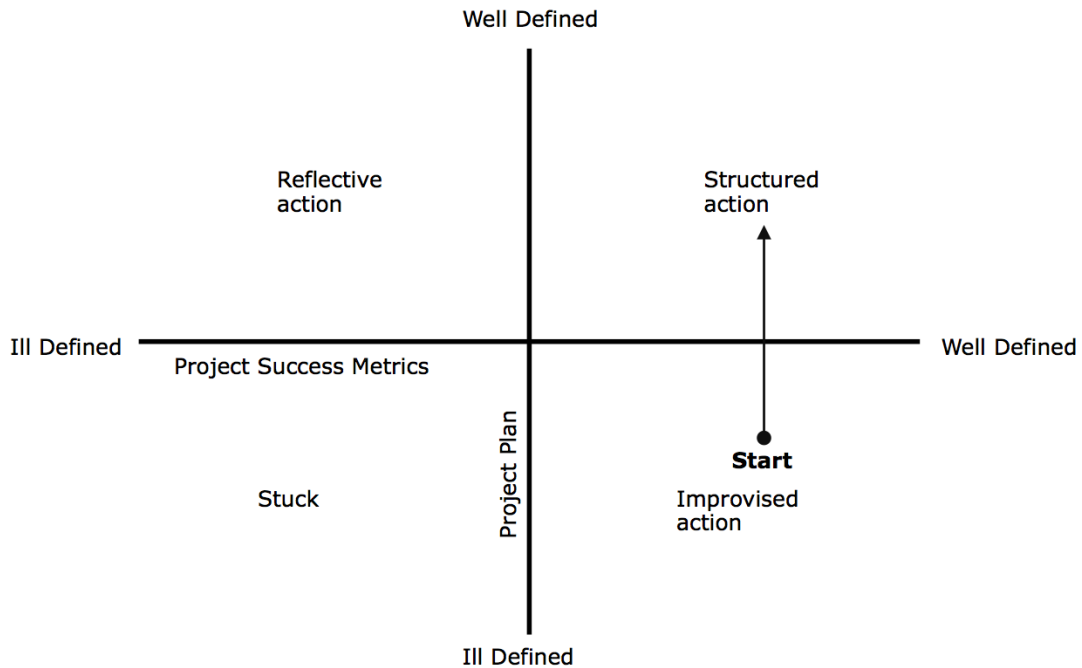 Well Defined
Reflective
action
Structured
action
Ill Defined
Well Defined
Project Success Metrics
Project Plan
Start
Stuck
Improvised
action
Ill Defined